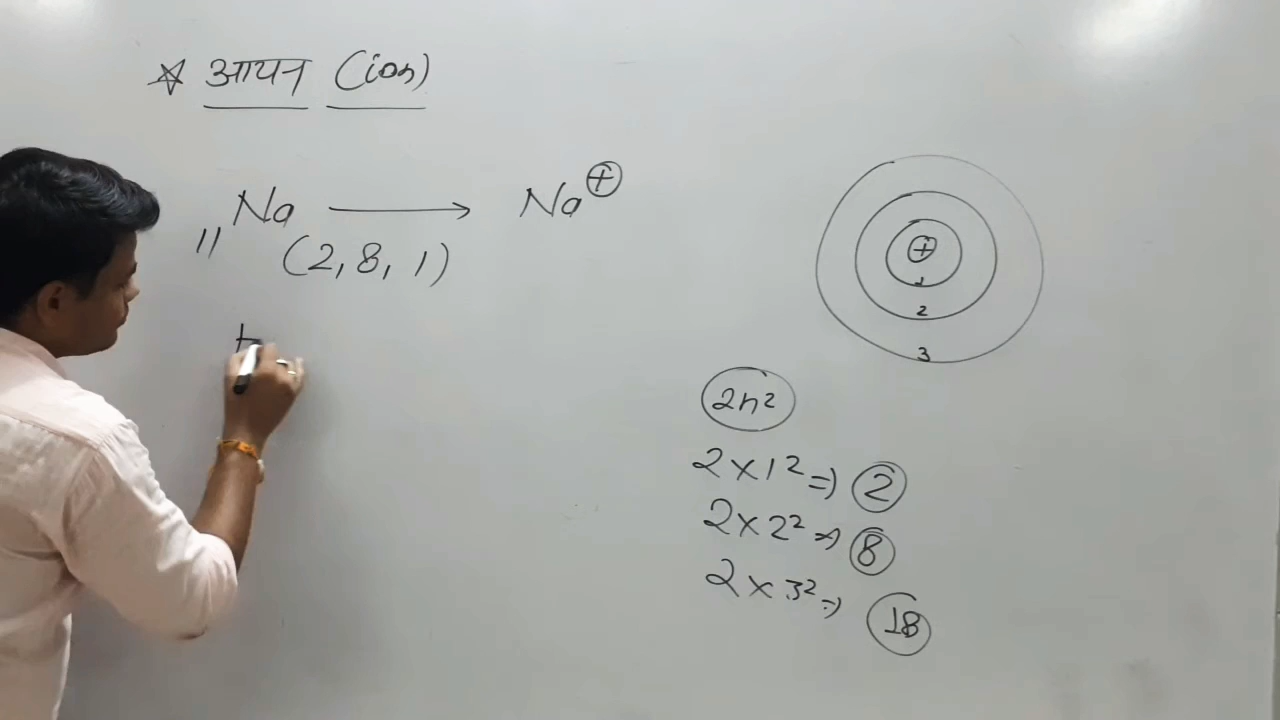 ☆ आयन (ion)
₁₁Na ⟶ Na⊕
(2, 8, 1)
+
1
2
3
2n²
2 × 1² ⇒ 2
2 × 2² ⇒ 8
2 × 3² ⇒ 18